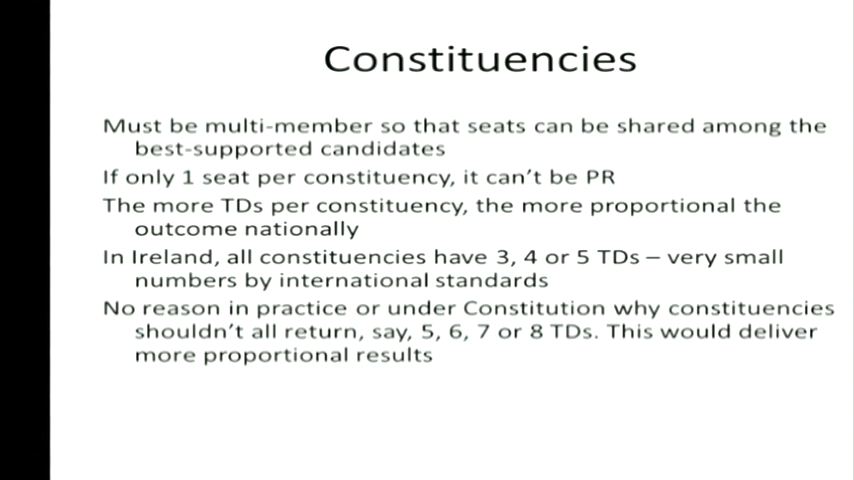 Constituencies
Must be multi-member so that seats can be shared among the
best-supported candidates
If only 1 seat per constituency, it can't be PR
The more TDs per constituency, the more proportional the
outcome nationally
In Ireland, all constituencies have 3, 4 or 5 TDs – very small
numbers by international standards
No reason in practice or under Constitution why constituencies
shouldn't all return, say, 5, 6, 7 or 8 TDs. This would deliver
more proportional results